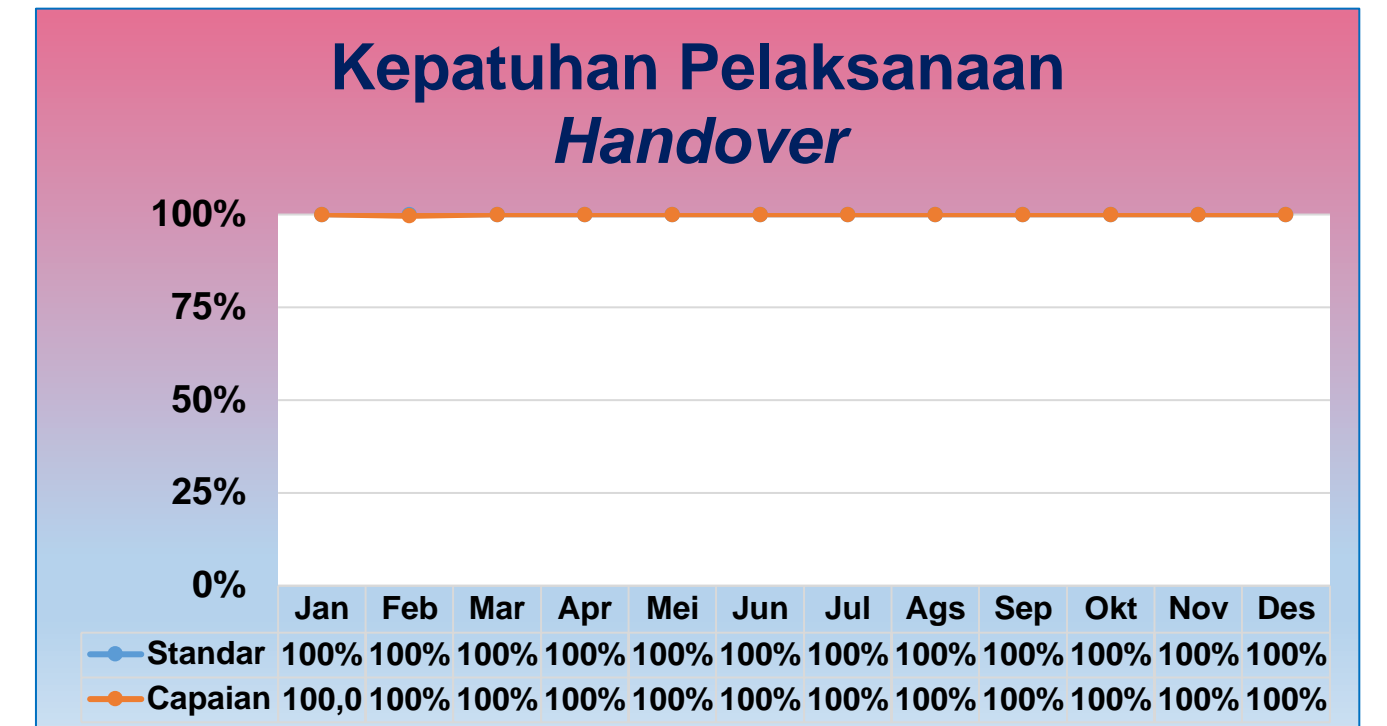 Kepatuhan Pelaksanaan
Handover
100%
75%
50%
25%
0%
Jan Feb Mar Apr Mei Jun Jul Ags Sep Okt Nov Des
Standar 100% 100% 100% 100% 100% 100% 100% 100% 100% 100% 100% 100%
Capaian 100,0 100% 100% 100% 100% 100% 100% 100% 100% 100% 100% 100%